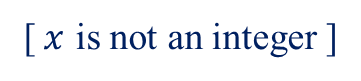 [ x is not an integer ]